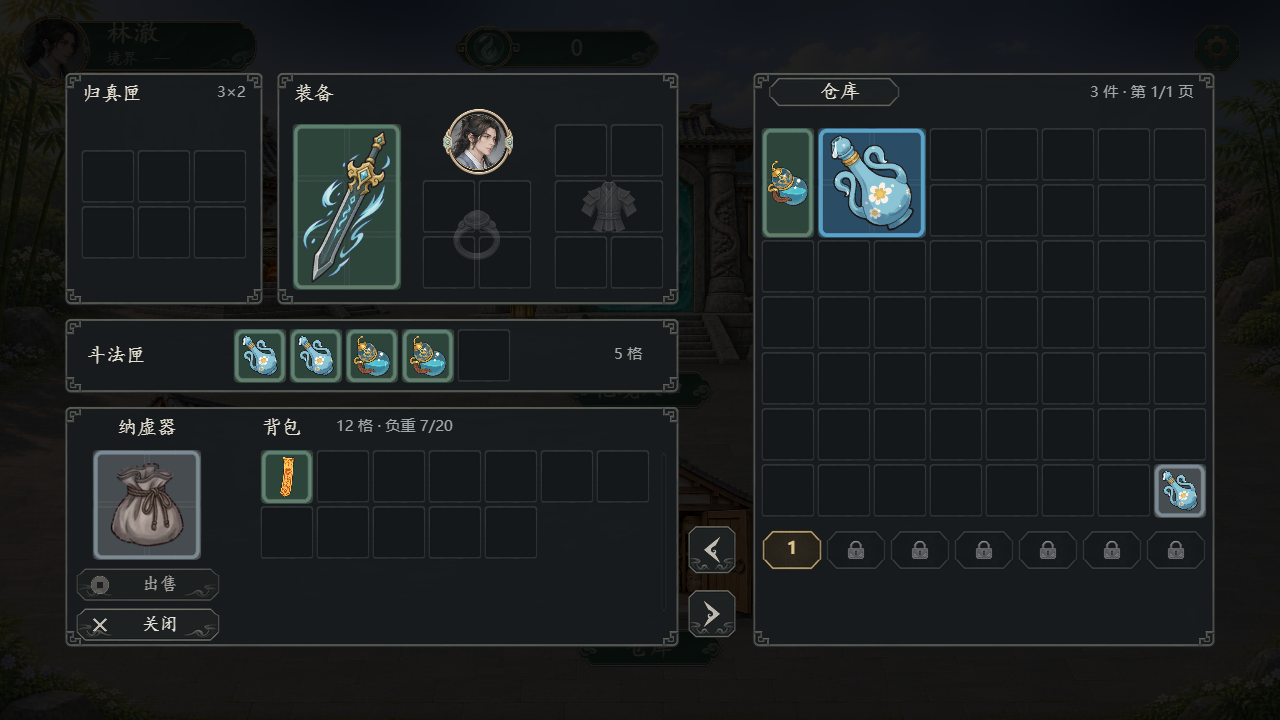 林澈
境界 一
0
归真匣 3×2
装备
仓库 3 件 · 第 1/1 页
斗法匣 5 格
纳虚器 背包 12 格 · 负重 7/20
1
出售
关闭